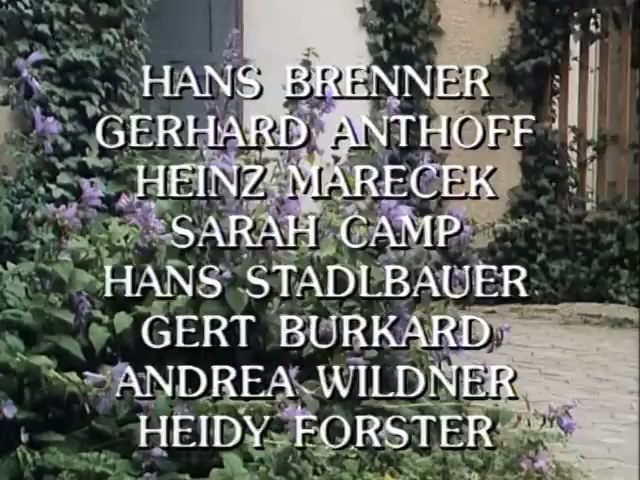 HANS BRENNER
GERHARD ANTHOFF
HEINZ MARECEK
SARAH CAMP
HANS STADLBAUER
GERT BURKARD
ANDREA WILDNER
HEIDY FORSTER